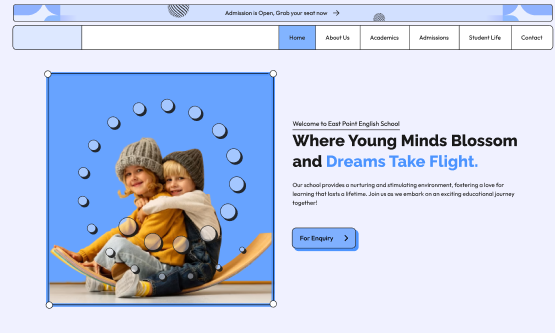 Admission is Open, Grab your seat now
Home
About Us
Academics
Admissions
Student Life
Contact
Welcome to East Point English School
Where Young Minds Blossom
and Dreams Take Flight.
Our school provides a nurturing and stimulating environment, fostering a love for
learning that lasts a lifetime. Join us as we embark on an exciting educational journey
together!
For Enquiry